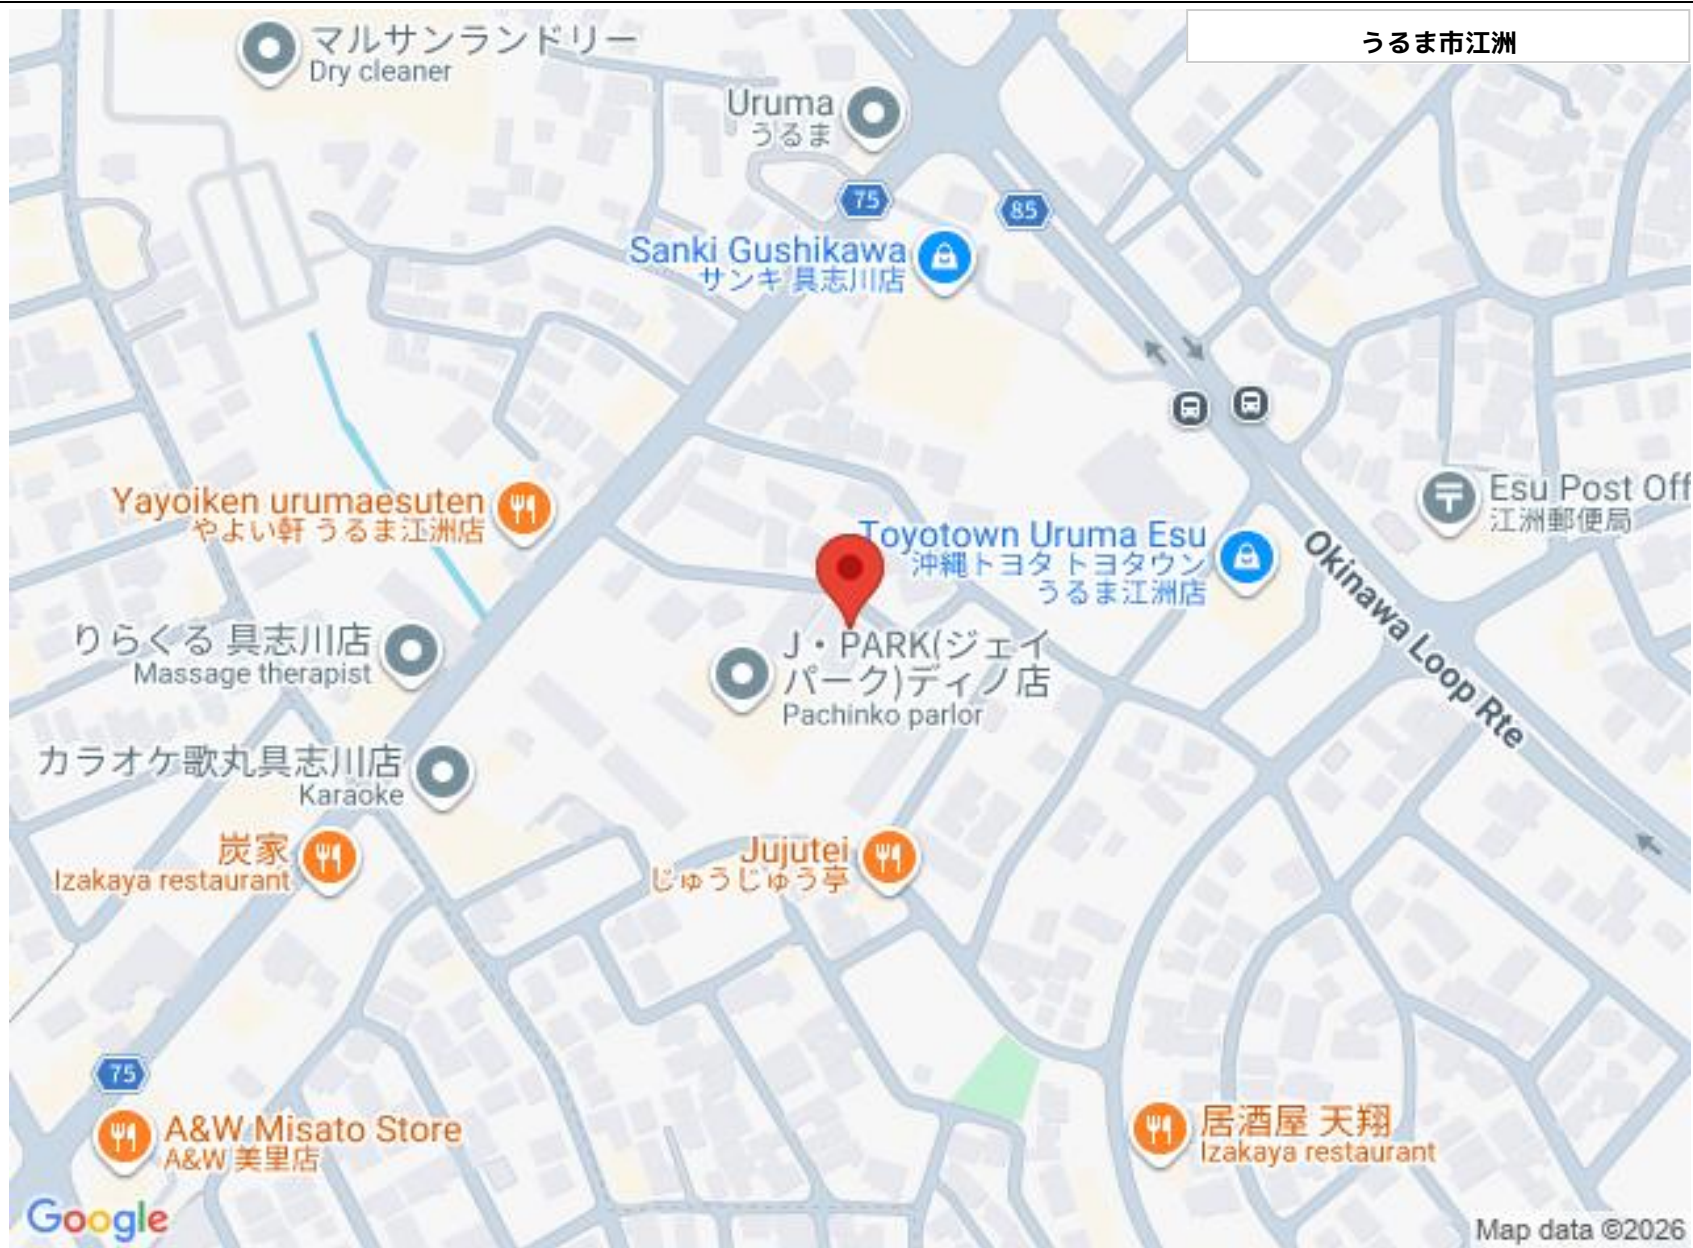 うるま市江洲
マルサンランドリー
Dry cleaner
Uruma
うるま
75
85
Sanki Gushikawa
サンキ 具志川店
Yayoiken urumaesuten
やよい軒 うるま江洲店
Toyotown Uruma Esu
沖縄トヨタ トヨタウン
うるま江洲店
Esu Post Off
江洲郵便局
Okinawa Loop Rte
りらくる 具志川店
Massage therapist
J・PARK(ジェイ
パーク)ディノ店
Pachinko parlor
カラオケ歌丸具志川店
Karaoke
炭家
Izakaya restaurant
Jujutei
じゅうじゅう亭
75
A&W Misato Store
A&W 美里店
居酒屋 天翔
Izakaya restaurant
Google
Map data ©2026